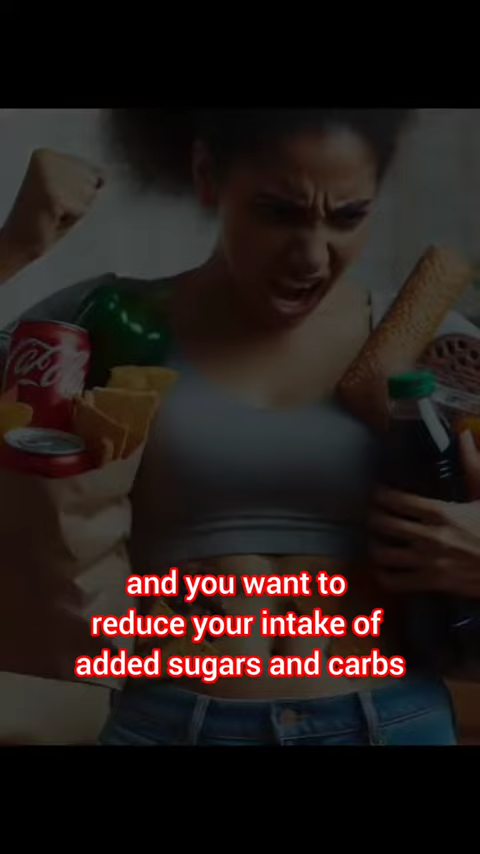 and you want to
reduce your intake of
added sugars and carbs